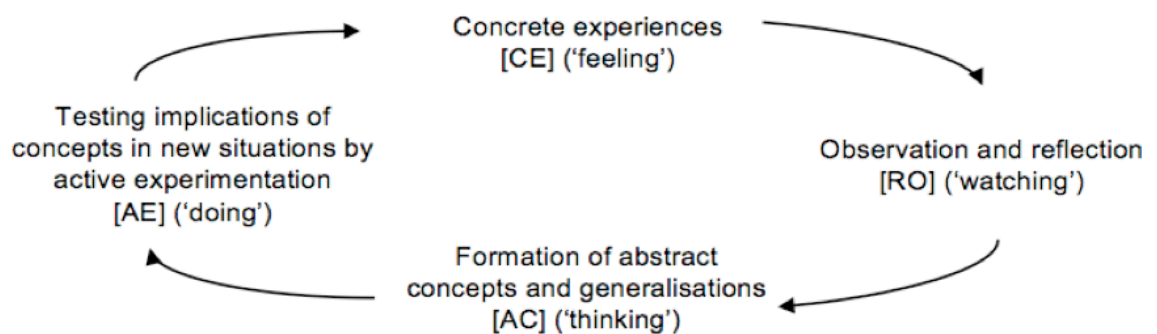 Concrete experiences
[CE] (‘feeling’)
Testing implications of
concepts in new situations by
active experimentation
[AE] (‘doing’)
Observation and reflection
[RO] (‘watching’)
Formation of abstract
concepts and generalisations
[AC] (‘thinking’)